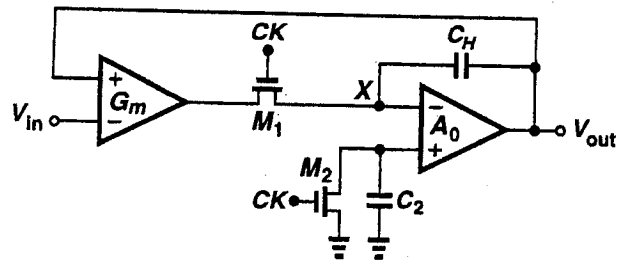 CK
C_H
+
G_m
−
X
−
A_0
+
V_in
M_1
V_out
M_2
CK
C_2